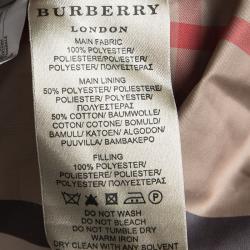 BURBERRY
LONDON
MAIN FABRIC
100% POLYESTER/
POLIESTERE/POLIESTER/
POLYESTER/ΠΟΛΥΕΣΤΕΡΑΣ
MAIN LINING
50% POLYESTER/POLYESTER/
POLIESTERE/POLIESTER/
POLYESTER/ΠΟΛΥΕΣΤΕΡΑΣ
50% COTTON/BAUMWOLLE/
COTON/COTONE/BOMULD/
BAMULL/KATOEN/ALGODON/
PUUVILLA/ΒΑΜΒΑΚΕΡΟ
FILLING
100% POLYESTER/
POLIESTERE/POLIESTER/
POLYESTER/ΠΟΛΥΕΣΤΕΡΑΣ
DO NOT WASH
DO NOT BLEACH
DO NOT TUMBLE DRY
WARM IRON
DRY CLEAN WITH ANY SOLVENT